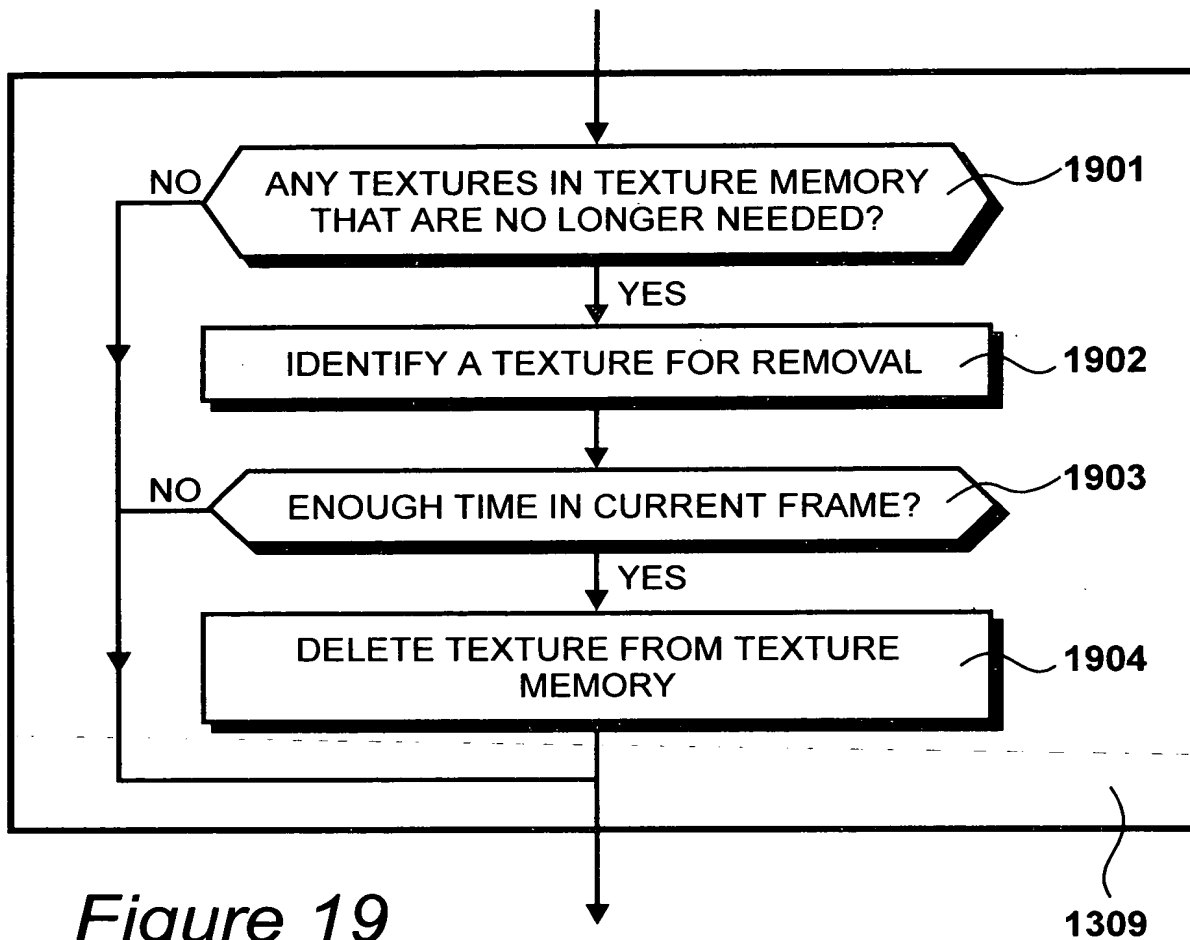 NO
ANY TEXTURES IN TEXTURE MEMORY
THAT ARE NO LONGER NEEDED?
1901
YES
IDENTIFY A TEXTURE FOR REMOVAL
1902
NO
ENOUGH TIME IN CURRENT FRAME?
1903
YES
DELETE TEXTURE FROM TEXTURE
MEMORY
1904
Figure 19
1309